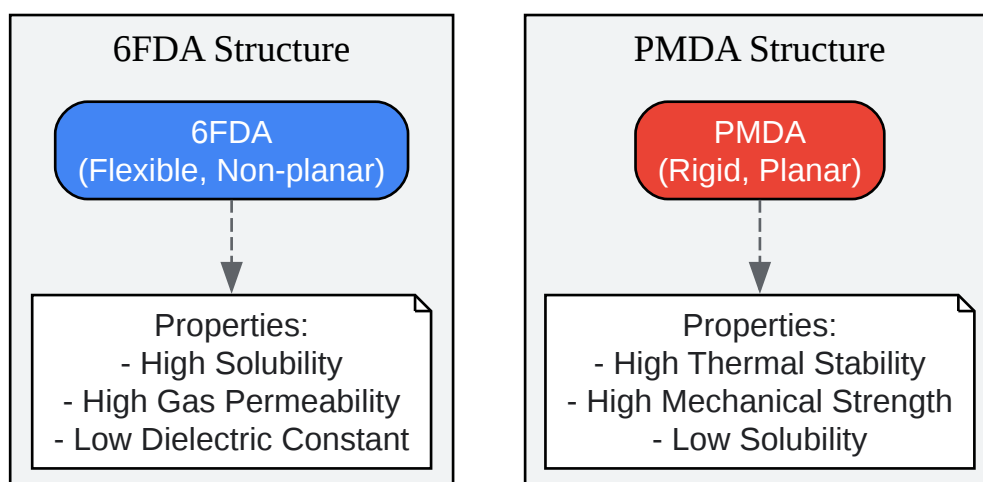 6FDA Structure
6FDA
(Flexible, Non-planar)
Properties:
- High Solubility
- High Gas Permeability
- Low Dielectric Constant
PMDA Structure
PMDA
(Rigid, Planar)
Properties:
- High Thermal Stability
- High Mechanical Strength
- Low Solubility